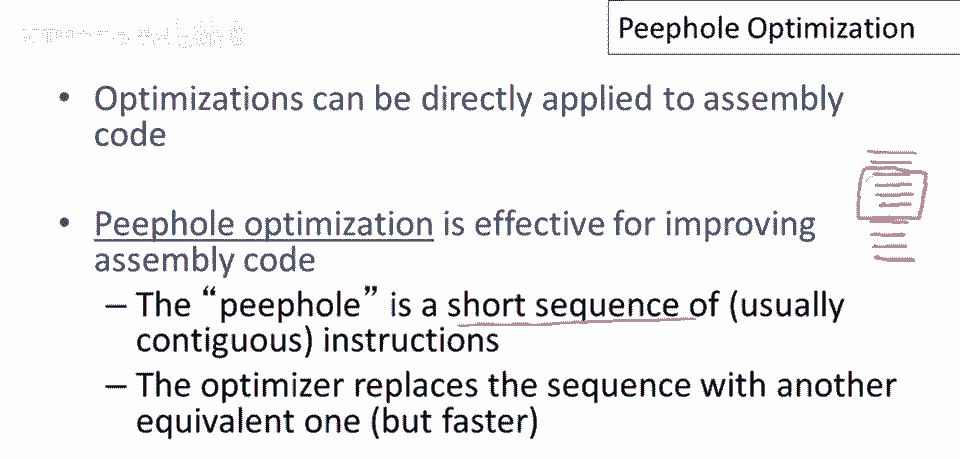 Peephole Optimization
• Optimizations can be directly applied to assembly
code
• Peephole optimization is effective for improving
assembly code
– The “peephole” is a short sequence of (usually
contiguous) instructions
– The optimizer replaces the sequence with another
equivalent one (but faster)